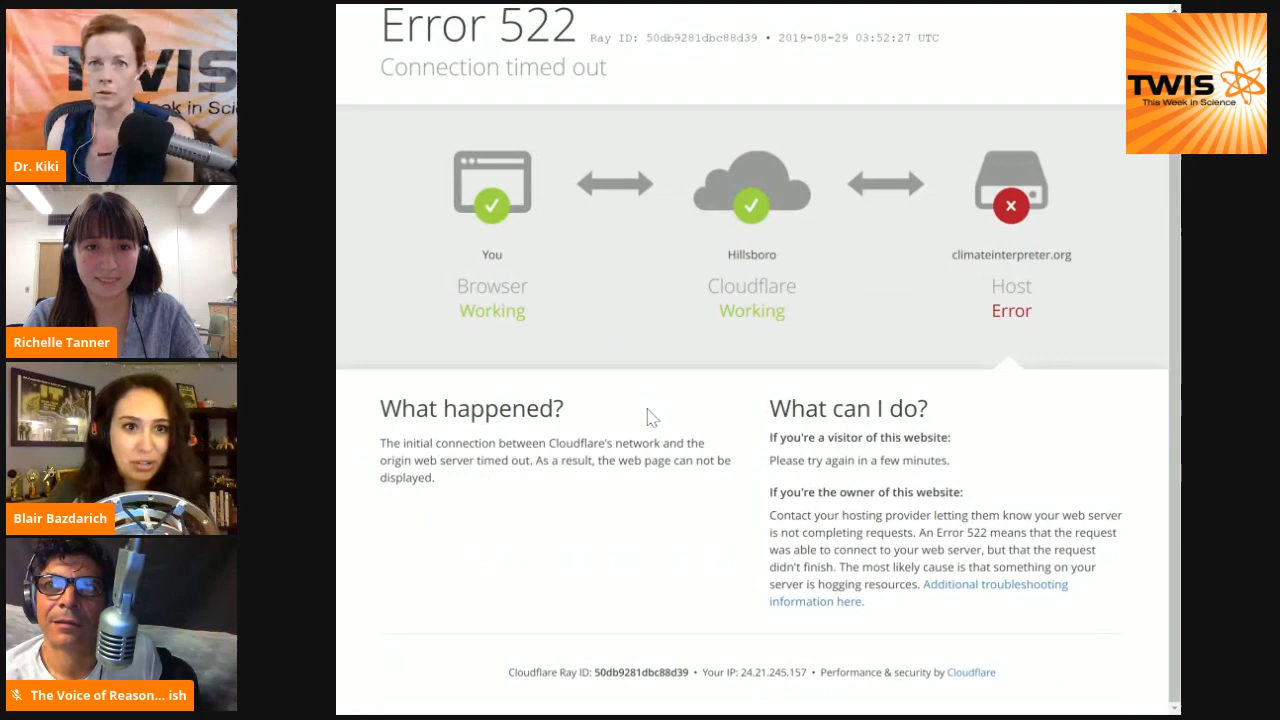 TWIS
Week in Sci
Dr. Kiki
Richelle Tanner
Blair Bazdarich
The Voice of Reason... ish
Error 522 Ray ID: 50db9281dbc88d39 • 2019-08-29 03:52:27 UTC
Connection timed out
TWIS
This Week in Science
You
Hillsboro
climateinterpreter.org
Browser
Cloudflare
Host
Working
Working
Error
What happened?
The initial connection between Cloudflare's network and the
origin web server timed out. As a result, the web page can not be
displayed.
What can I do?
If you're a visitor of this website:
Please try again in a few minutes.
If you're the owner of this website:
Contact your hosting provider letting them know your web server
is not completing requests. An Error 522 means that the request
was able to connect to your web server, but that the request
didn't finish. The most likely cause is that something on your
server is hogging resources. Additional troubleshooting
information here.
Cloudflare Ray ID: 50db9281dbc88d39 • Your IP: 24.21.245.157 • Performance & security by Cloudflare